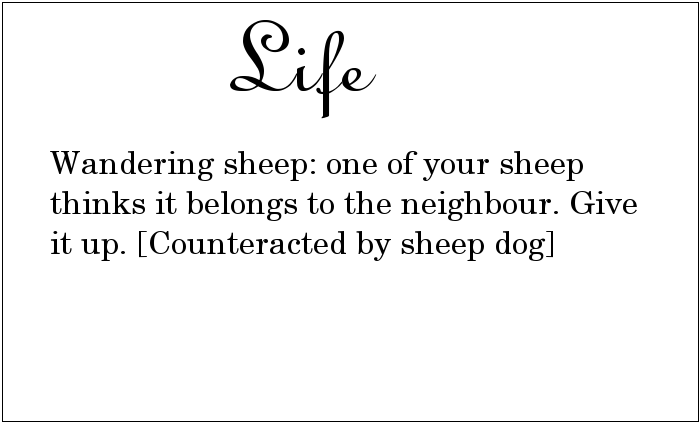 Life
Wandering sheep: one of your sheep
thinks it belongs to the neighbour. Give
it up. [Counteracted by sheep dog]